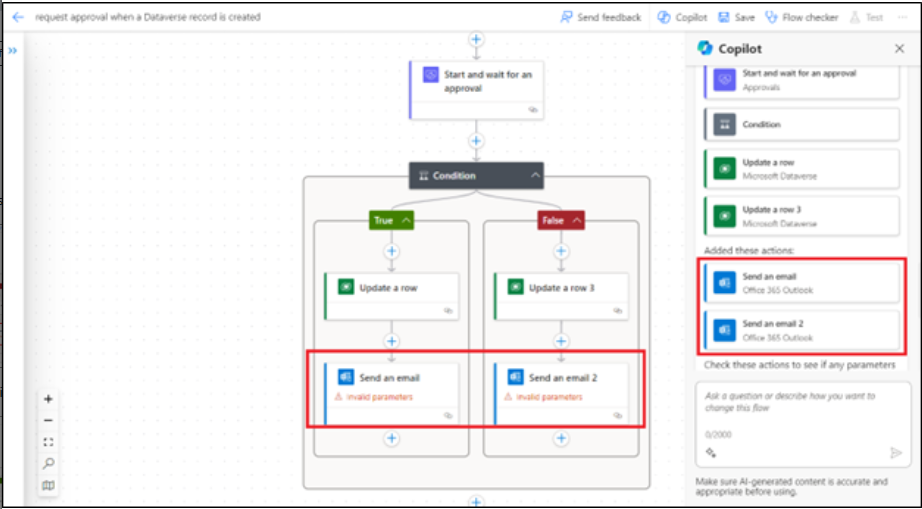 request approval when a Dataverse record is created
Send feedback
Copilot
Save
Flow checker
Test
Start and wait for an
approval
Condition
True
False
Update a row
Update a row 3
Send an email
Invalid parameters
Send an email 2
Invalid parameters
Copilot
Start and wait for an approval
Approvals
Condition
Update a row
Microsoft Dataverse
Update a row 3
Microsoft Dataverse
Added these actions:
Send an email
Office 365 Outlook
Send an email 2
Office 365 Outlook
Check these actions to see if any parameters
Ask a question or describe how you want to
change this flow
0/2000
Make sure AI-generated content is accurate and
appropriate before using.